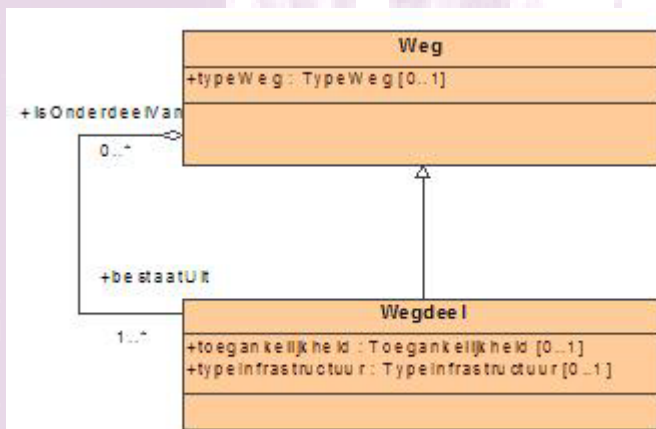 Weg
+typeWeg : TypeWeg [0..1]
+isOnderdeelVan
0..*
+bestaatUit
1..*
Wegdeel
+toegankelijkheid : Toegankelijkheid [0..1]
+typeInfrastructuur : TypeInfrastructuur [0..1]